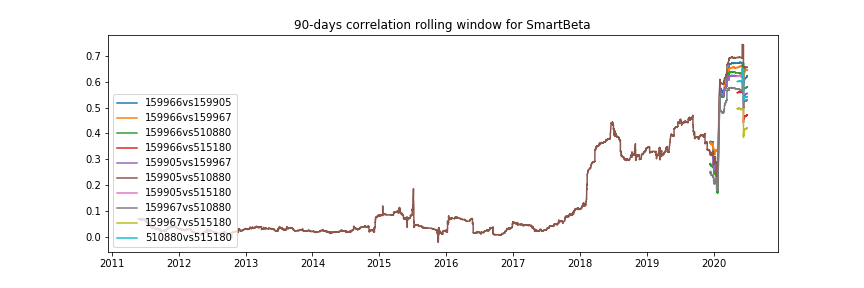 90-days correlation rolling window for SmartBeta
0.7
0.6
0.5
0.4
0.3
0.2
0.1
0.0
159966vs159905
159966vs159967
159966vs510880
159966vs515180
159905vs159967
159905vs510880
159905vs515180
159967vs510880
159967vs515180
510880vs515180
2011 2012 2013 2014 2015 2016 2017 2018 2019 2020